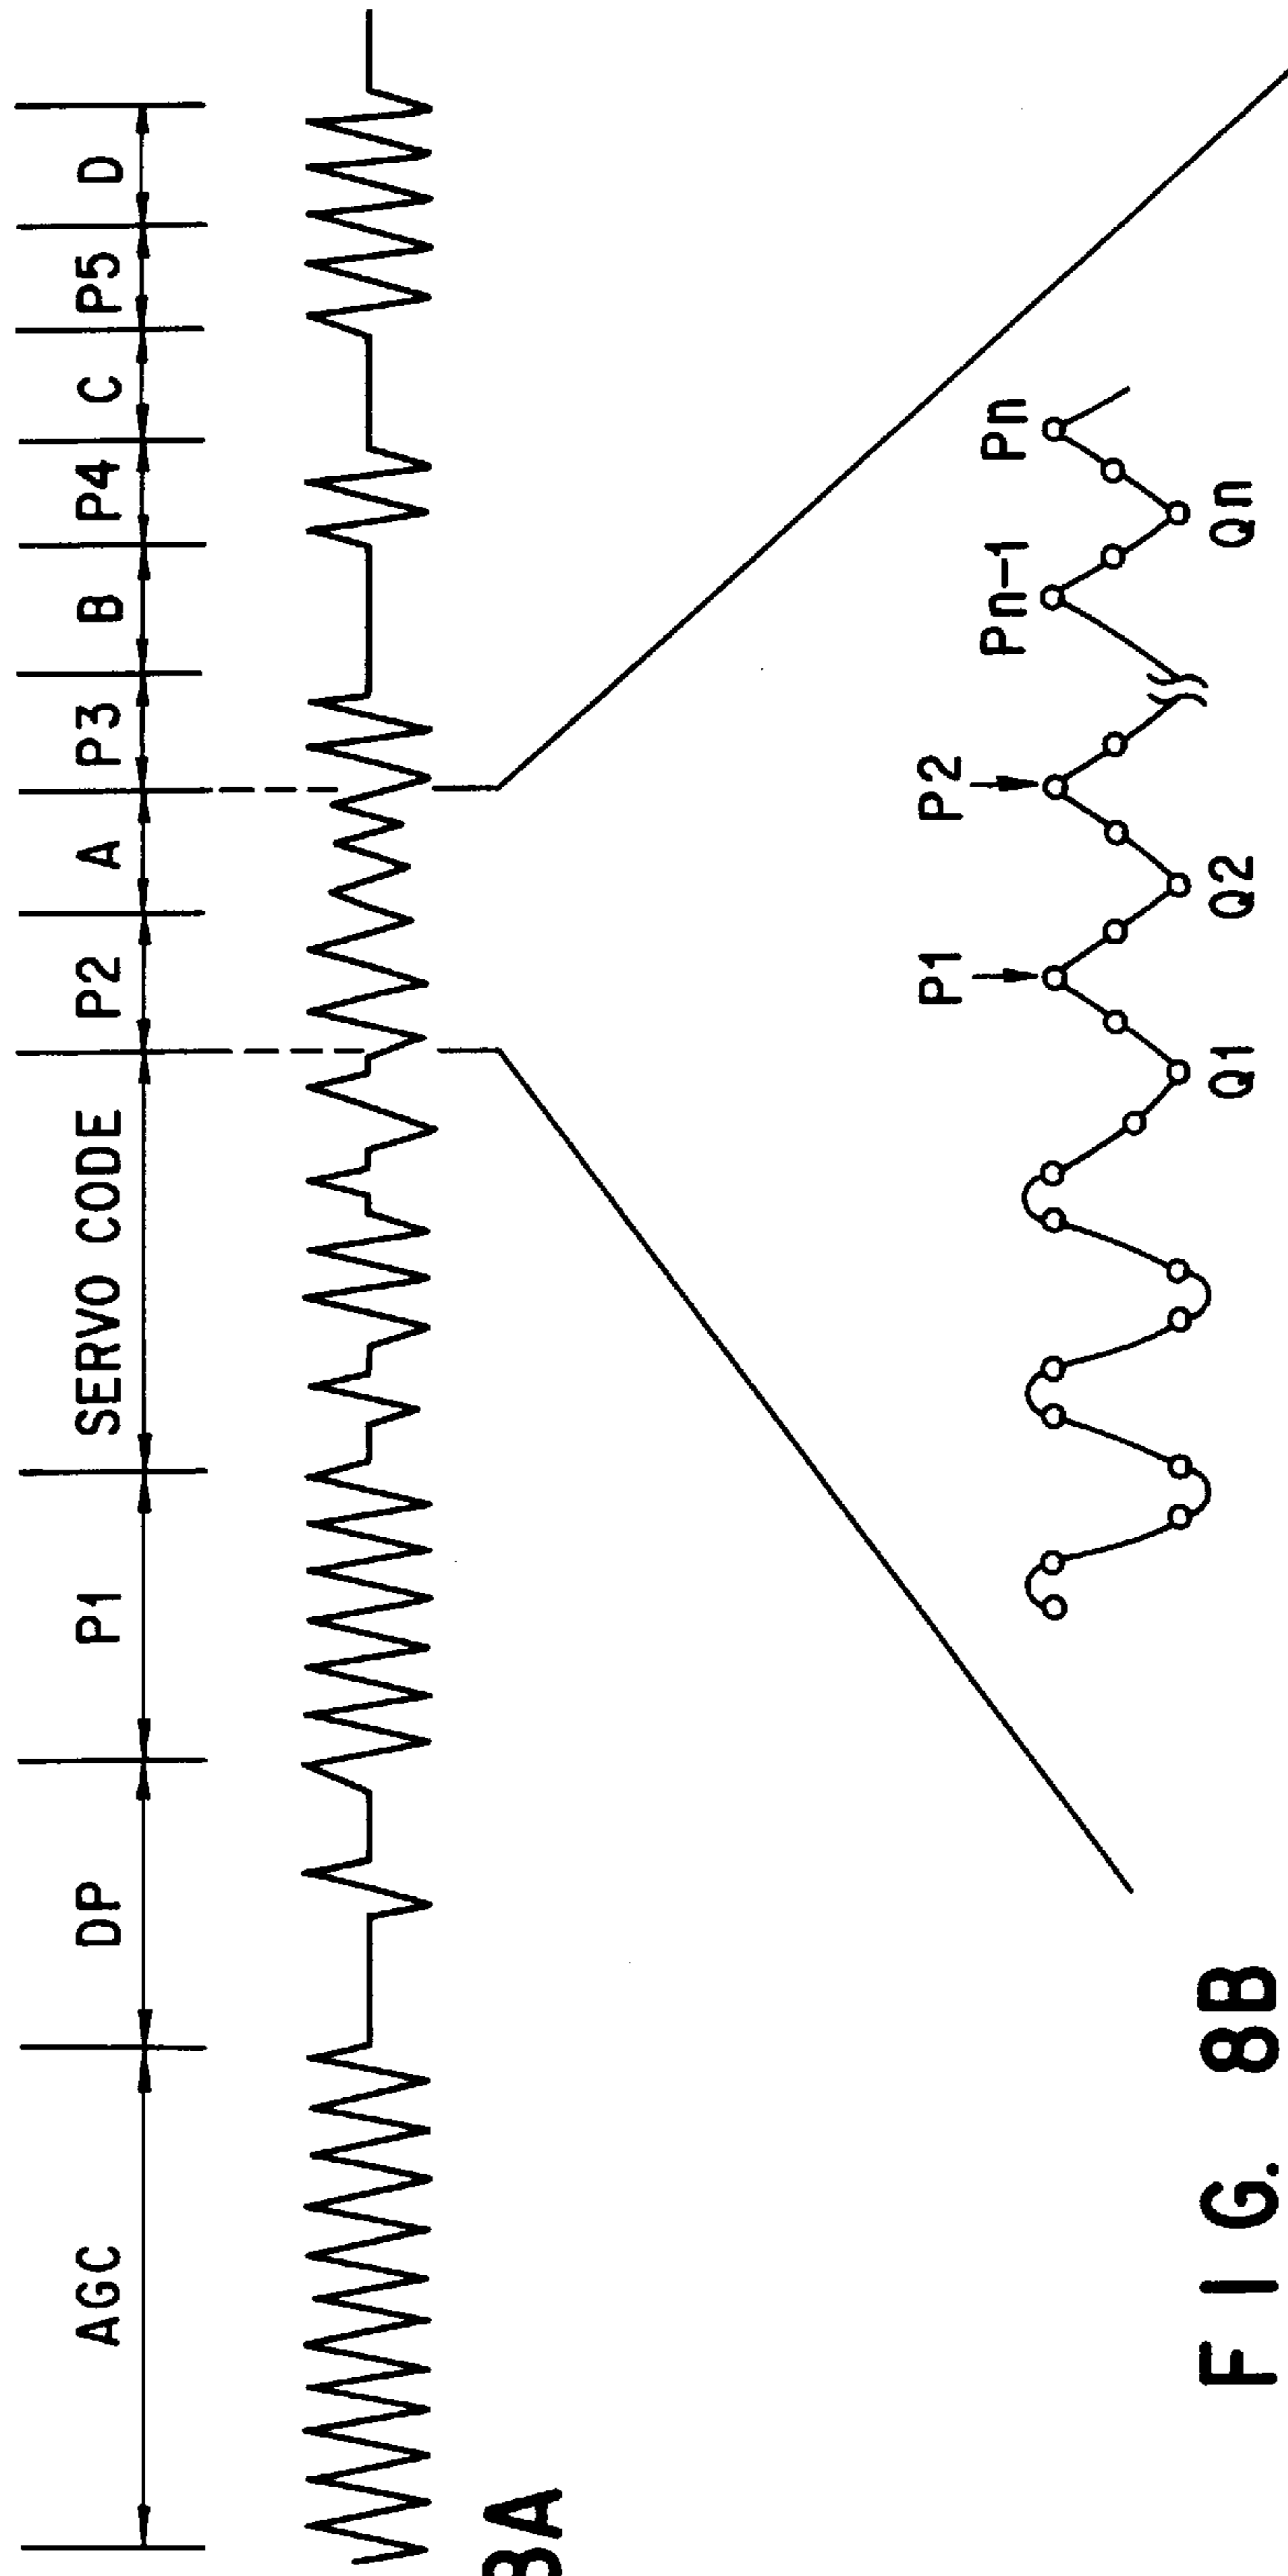 AGC DP P1 SERVO CODE P2 A P3 B P4 C P5 D
8A
P1 P2 Pn-1 Pn
Q1 Q2 Qn
FIG. 8B